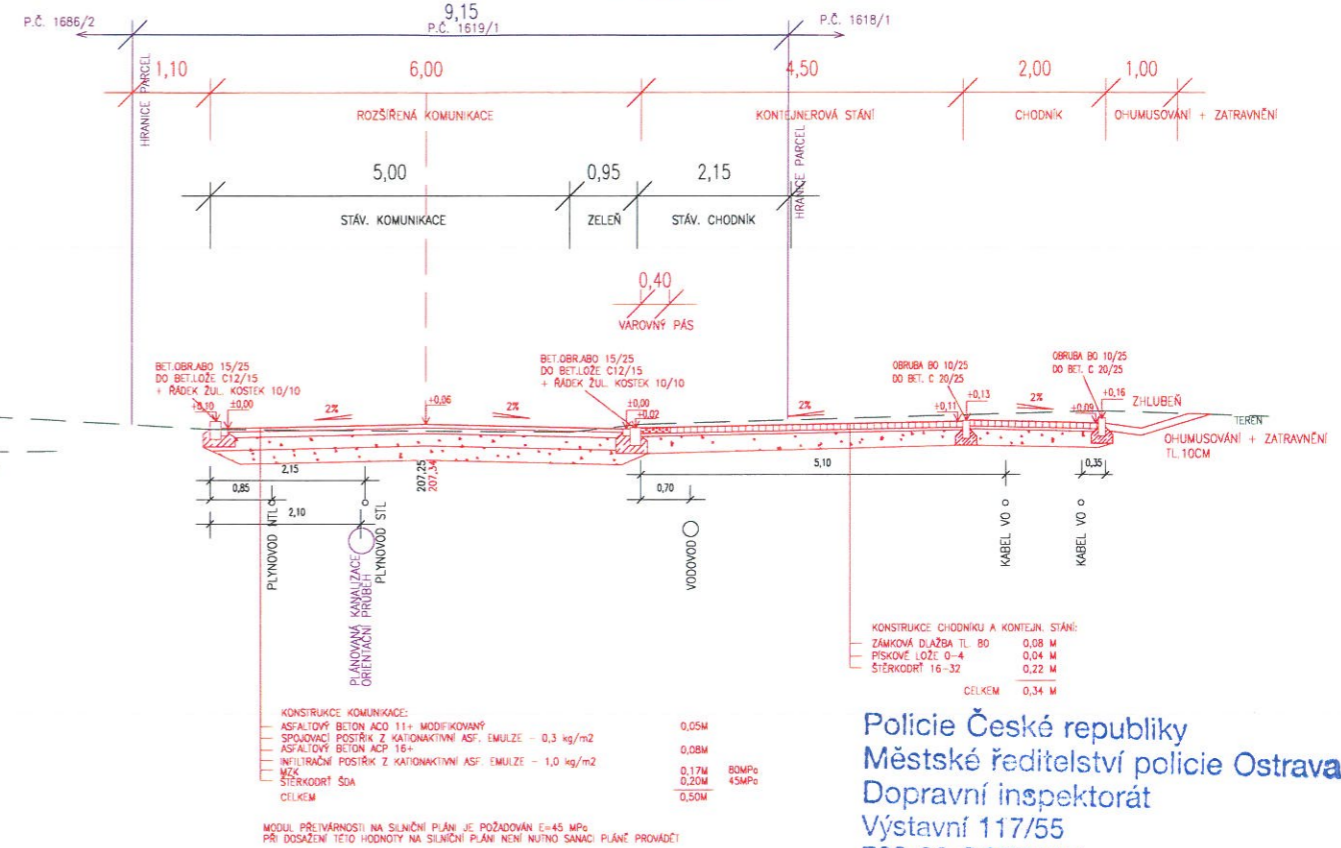 P.Č. 1686/2
9,15
P.Č. 1619/1
P.Č. 1618/1
HRANICE PARCEL
1,10
6,00
4,50
2,00
1,00
ROZŠÍŘENÁ KOMUNIKACE
KONTEJNEROVÁ STÁNÍ
CHODNÍK
OHUMUSOVÁNÍ + ZATRAVNĚNÍ
HRANICE PARCEL
5,00
0,95
2,15
STÁV. KOMUNIKACE
ZELEŇ
STÁV. CHODNÍK
0,40
VAROVNÝ PÁS
BET.OBR.ABO 15/25
DO BET.LOŽE C12/15
+ ŘÁDEK ŽUL. KOSTEK 10/10
BET.OBR.ABO 15/25
DO BET.LOŽE C12/15
+ ŘÁDEK ŽUL. KOSTEK 10/10
OBRUBA BO 10/25
DO BET. C 20/25
OBRUBA BO 10/25
DO BET. C 20/25
+0,10
±0,00
2%
+0,06
2%
±0,00
+0,02
2%
+0,11
+0,13
2%
+0,09
+0,16
ZHLUBEŇ
TERÉN
OHUMUSOVÁNÍ + ZATRAVNĚNÍ
TL. 10CM
2,15
0,85
2,10
207,25
207,34
5,10
0,70
0,35
PLYNOVOD NTL
PLYNOVOD STL
PLÁNOVANÁ KANALIZACE
ORIENTAČNÍ PRŮBĚH
VODOVOD
KABEL VO
KABEL VO
KONSTRUKCE CHODNÍKU A KONTEJN. STÁNÍ:
ZÁMKOVÁ DLAŽBA TL. 80 0,08 M
PÍSKOVÉ LOŽE 0-4 0,04 M
ŠTĚRKODRŤ 16-32 0,22 M
CELKEM 0,34 M
KONSTRUKCE KOMUNIKACE:
ASFALTOVÝ BETON ACO 11+ MODIFIKOVANÝ 0,05M
SPOJOVACÍ POSTŘIK Z KATIONAKTIVNÍ ASF. EMULZE - 0,3 kg/m2
ASFALTOVÝ BETON ACP 16+ 0,08M
INFILTRAČNÍ POSTŘIK Z KATIONAKTIVNÍ ASF. EMULZE - 1,0 kg/m2
MZK 0,17M 80MPa
ŠTĚRKODRŤ ŠDA 0,20M 45MPa
CELKEM 0,50M
MODUL PŘETVÁRNOSTI NA SILNIČNÍ PLÁNI JE POŽADOVÁN E=45 MPa
PŘI DOSAŽENÍ TÉTO HODNOTY NA SILNIČNÍ PLÁNI NENÍ NUTNO SANACI PLÁNĚ PROVÁDĚT
Policie České republiky
Městské ředitelství policie Ostrava
Dopravní inspektorát
Výstavní 117/55